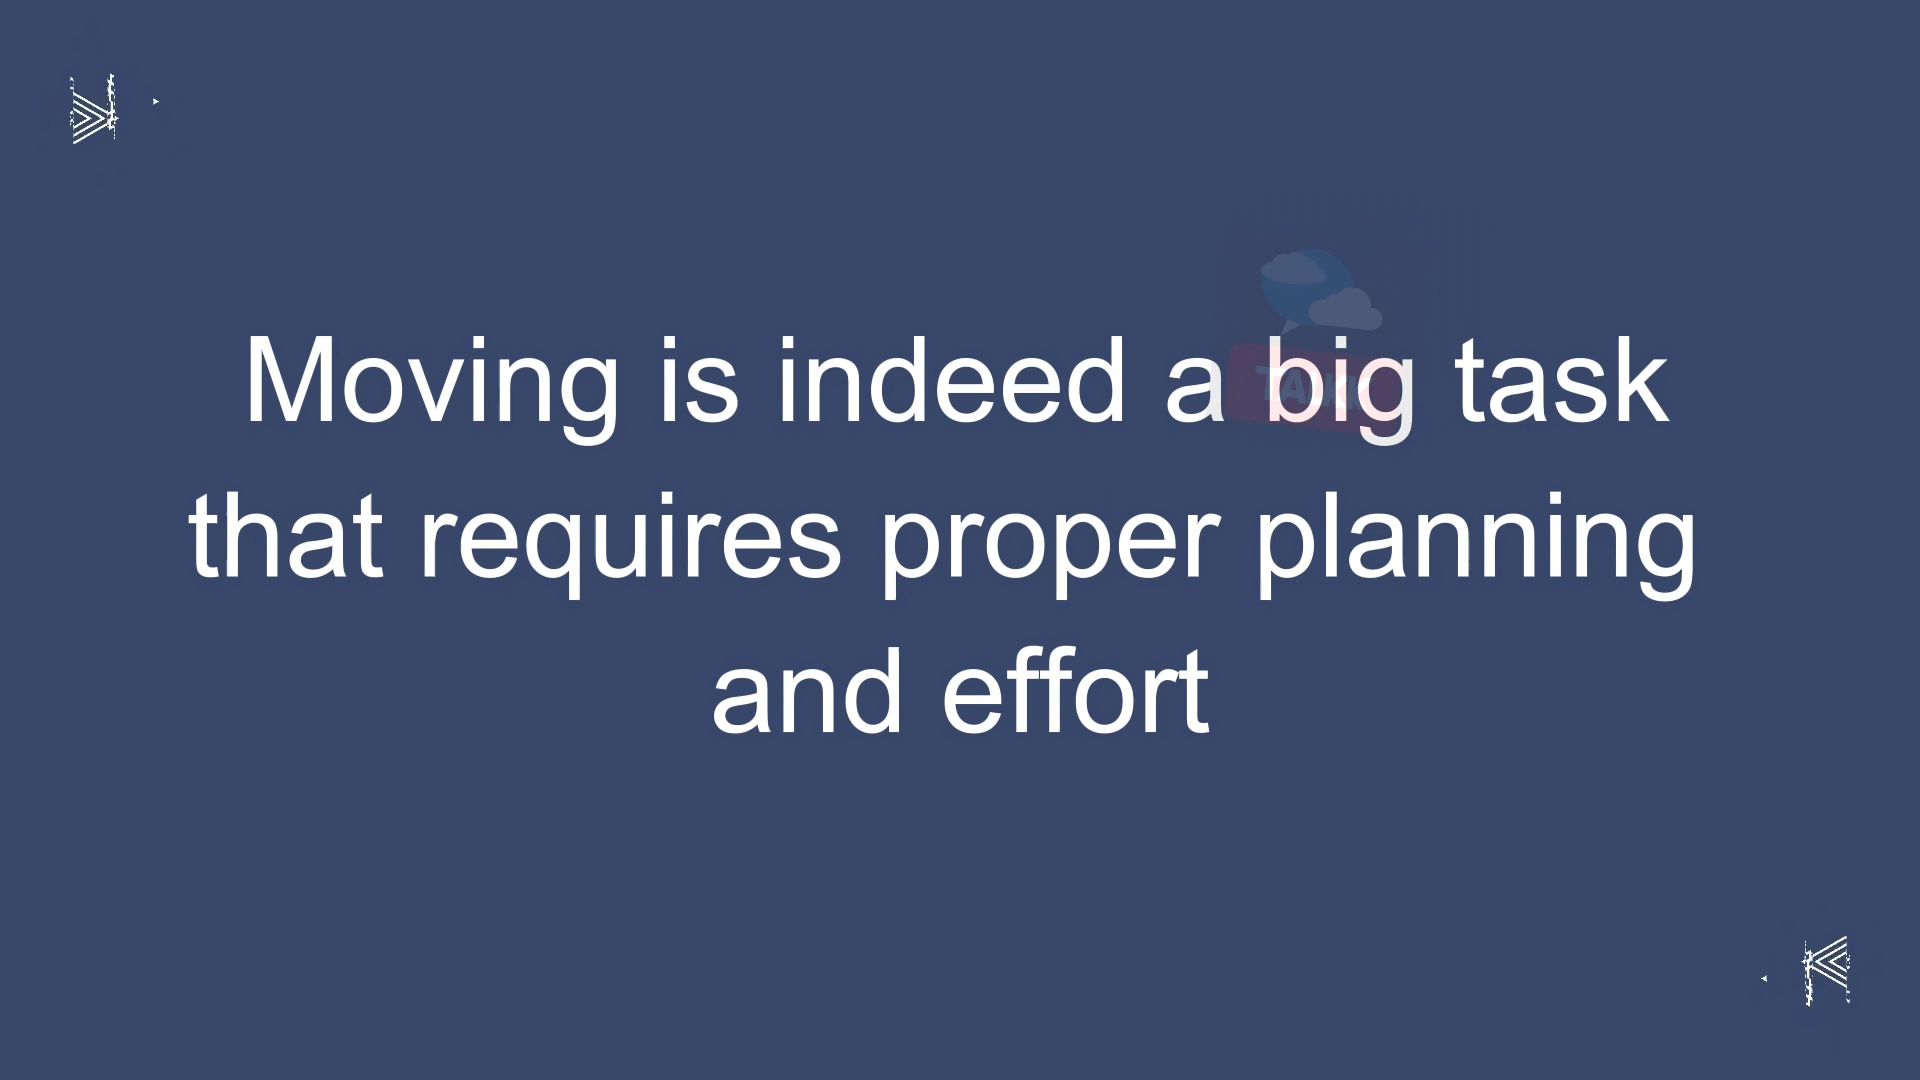 Moving is indeed a big task
that requires proper planning
and effort